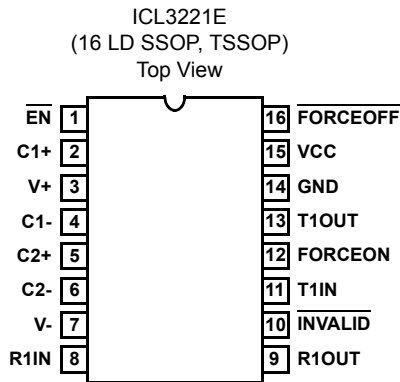 ICL3221E
(16 LD SSOP, TSSOP)
Top View
EN 1 16 FORCEOFF
C1+ 2 15 VCC
V+ 3 14 GND
C1- 4 13 T1OUT
C2+ 5 12 FORCEON
C2- 6 11 T1IN
V- 7 10 INVALID
R1IN 8 9 R1OUT